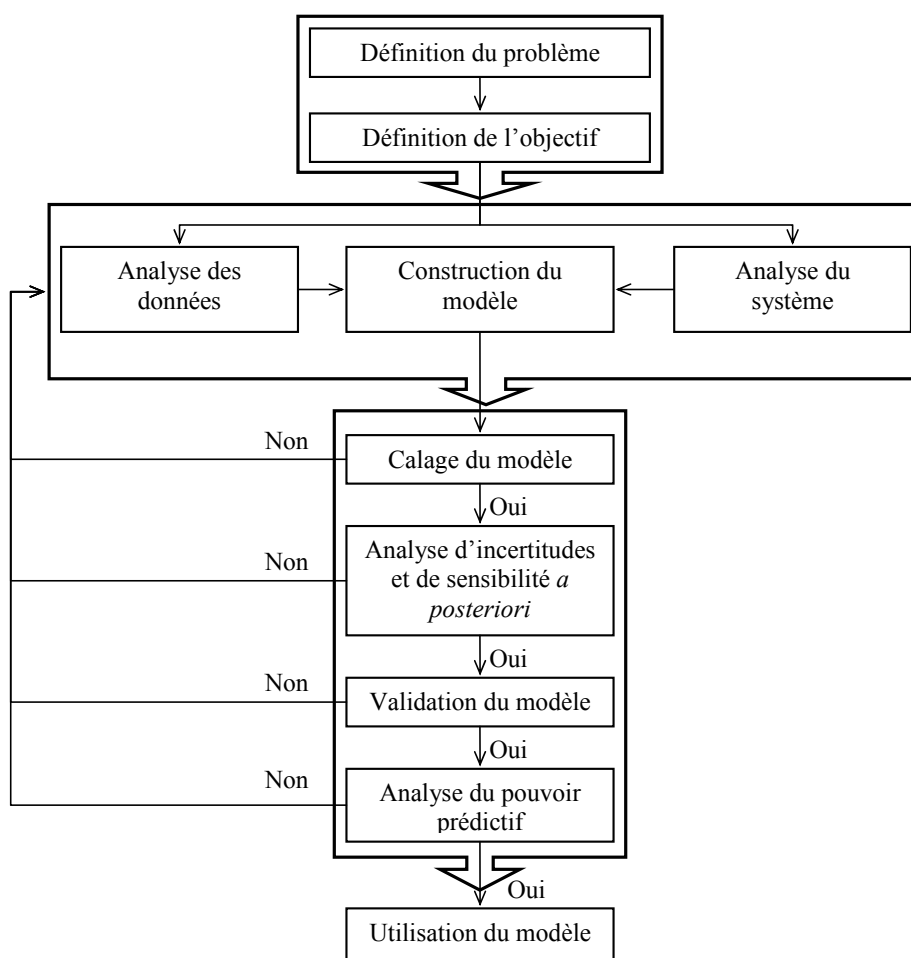 Définition du problème
Définition de l’objectif
Analyse des
données
Construction du
modèle
Analyse du
système
Non
Calage du modèle
Oui
Non
Analyse d’incertitudes
et de sensibilité a
posteriori
Oui
Non
Validation du modèle
Oui
Non
Analyse du pouvoir
prédictif
Oui
Utilisation du modèle